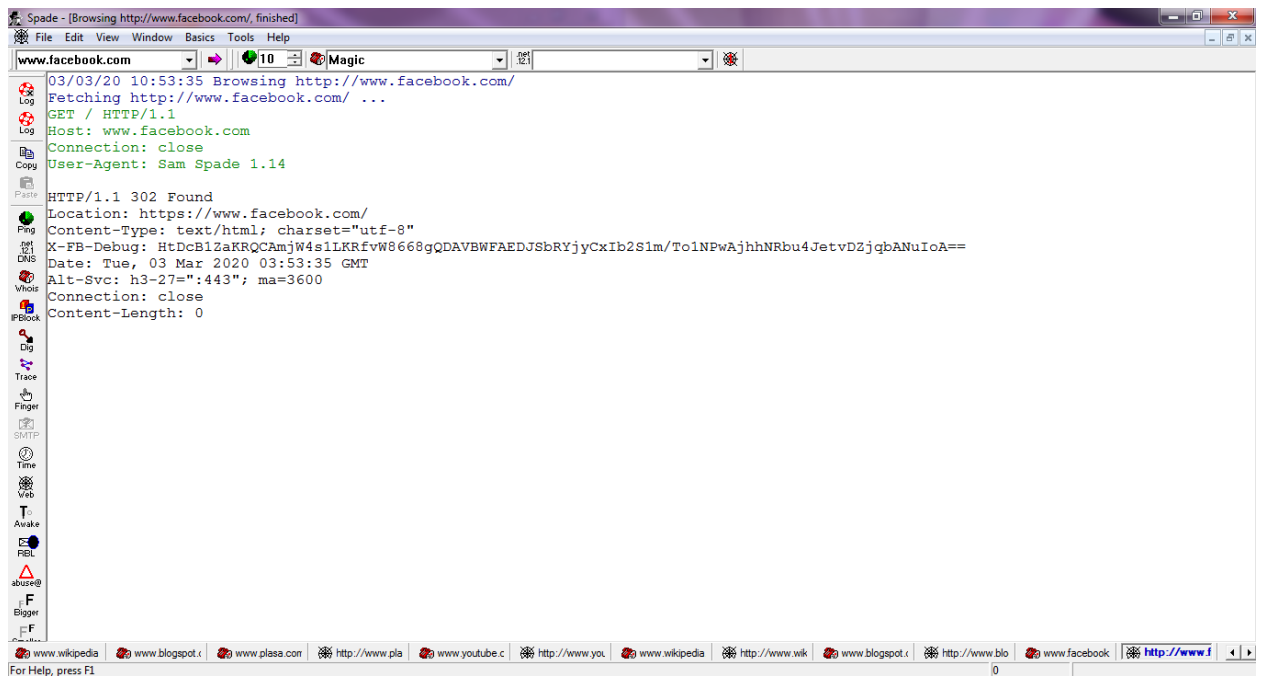 Spade - [Browsing http://www.facebook.com/, finished]
File Edit View Window Basics Tools Help
www.facebook.com 10 Magic .net 12.1
03/03/20 10:53:35 Browsing http://www.facebook.com/
Fetching http://www.facebook.com/ ...
GET / HTTP/1.1
Host: www.facebook.com
Connection: close
User-Agent: Sam Spade 1.14
HTTP/1.1 302 Found
Location: https://www.facebook.com/
Content-Type: text/html; charset="utf-8"
X-FB-Debug: HtDcB1ZaKRQCAmjW4s1LKRfvW8668gQDAVBWFAEDJSbRYjyCxIb2S1m/To1NPwAjhhNRbu4JetvDZjqbANuIoA==
Date: Tue, 03 Mar 2020 03:53:35 GMT
Alt-Svc: h3-27=":443"; ma=3600
Connection: close
Content-Length: 0
Log
Log
Copy
Paste
Ping
.net 12.1
DNS
Whois
IPBlock
Dig
Trace
Finger
SMTP
Time
Web
Awake
RBL
abuse@
Bigger
www.wikipedia www.blogspot.c www.plasa.com http://www.pla www.youtube.c http://www.you www.wikipedia http://www.wik www.blogspot.c http://www.blo www.facebook http://www.f
For Help, press F1 0